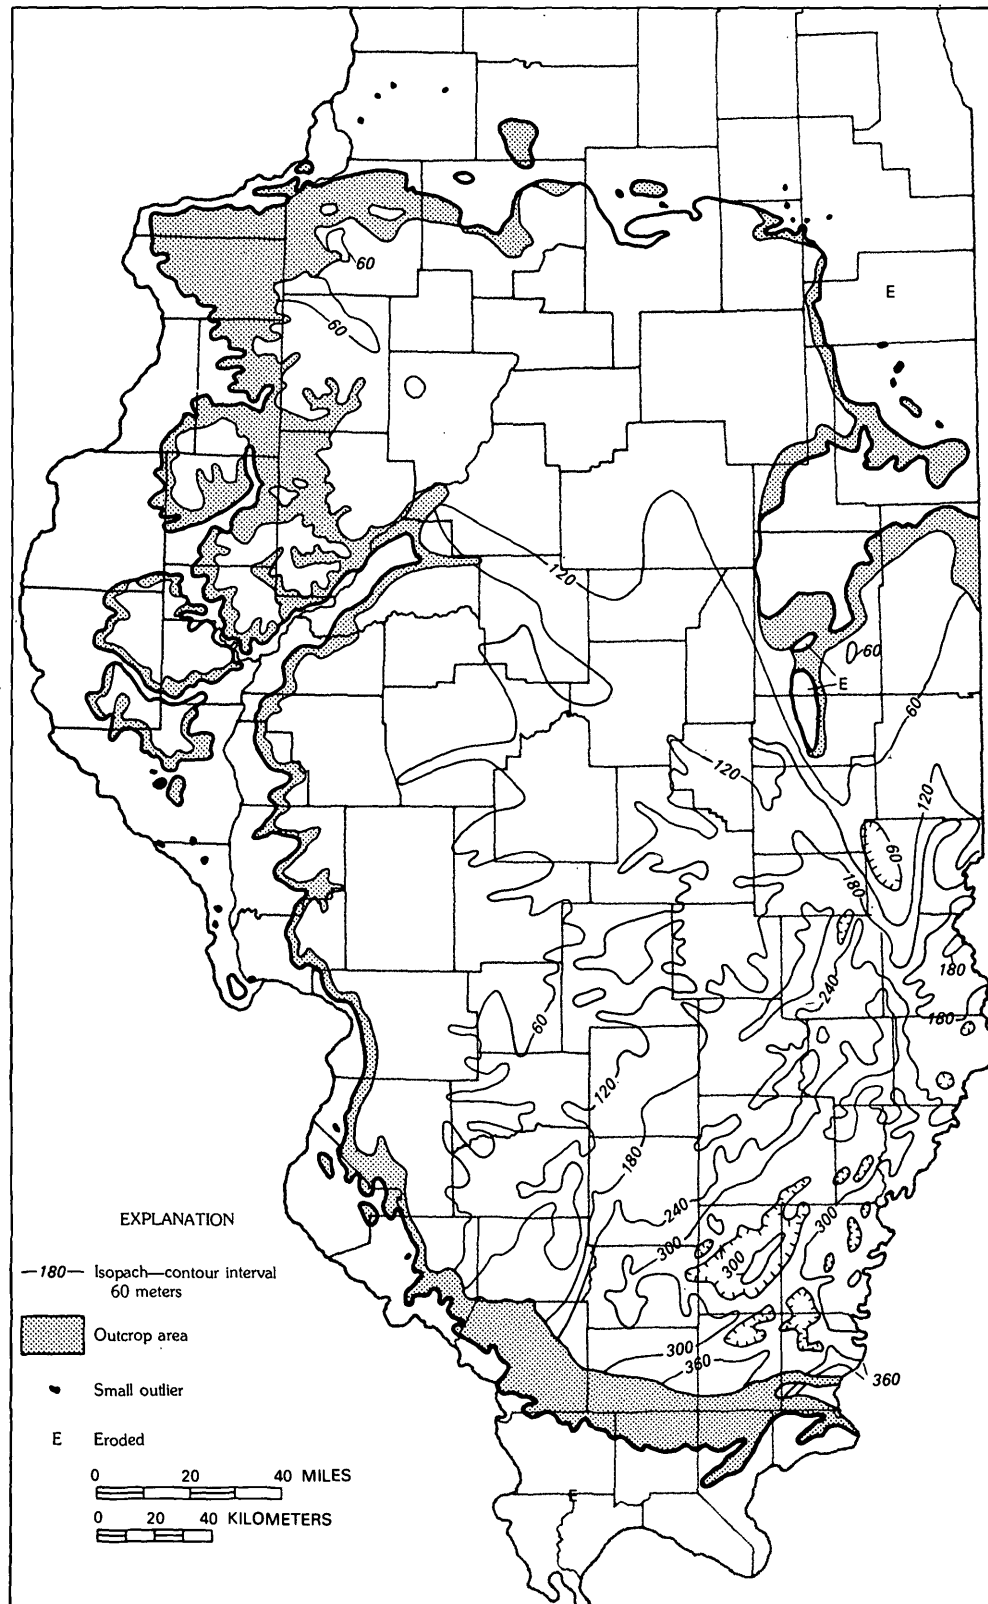 60
E
60
120
60
E
60
120
120
60
180
180
240
180
60
120
180
240
300
300
300
EXPLANATION
—180— Isopach—contour interval
60 meters
Outcrop area
300
360
360
Small outlier
E Eroded
0 20 40 MILES
E
0 20 40 KILOMETERS